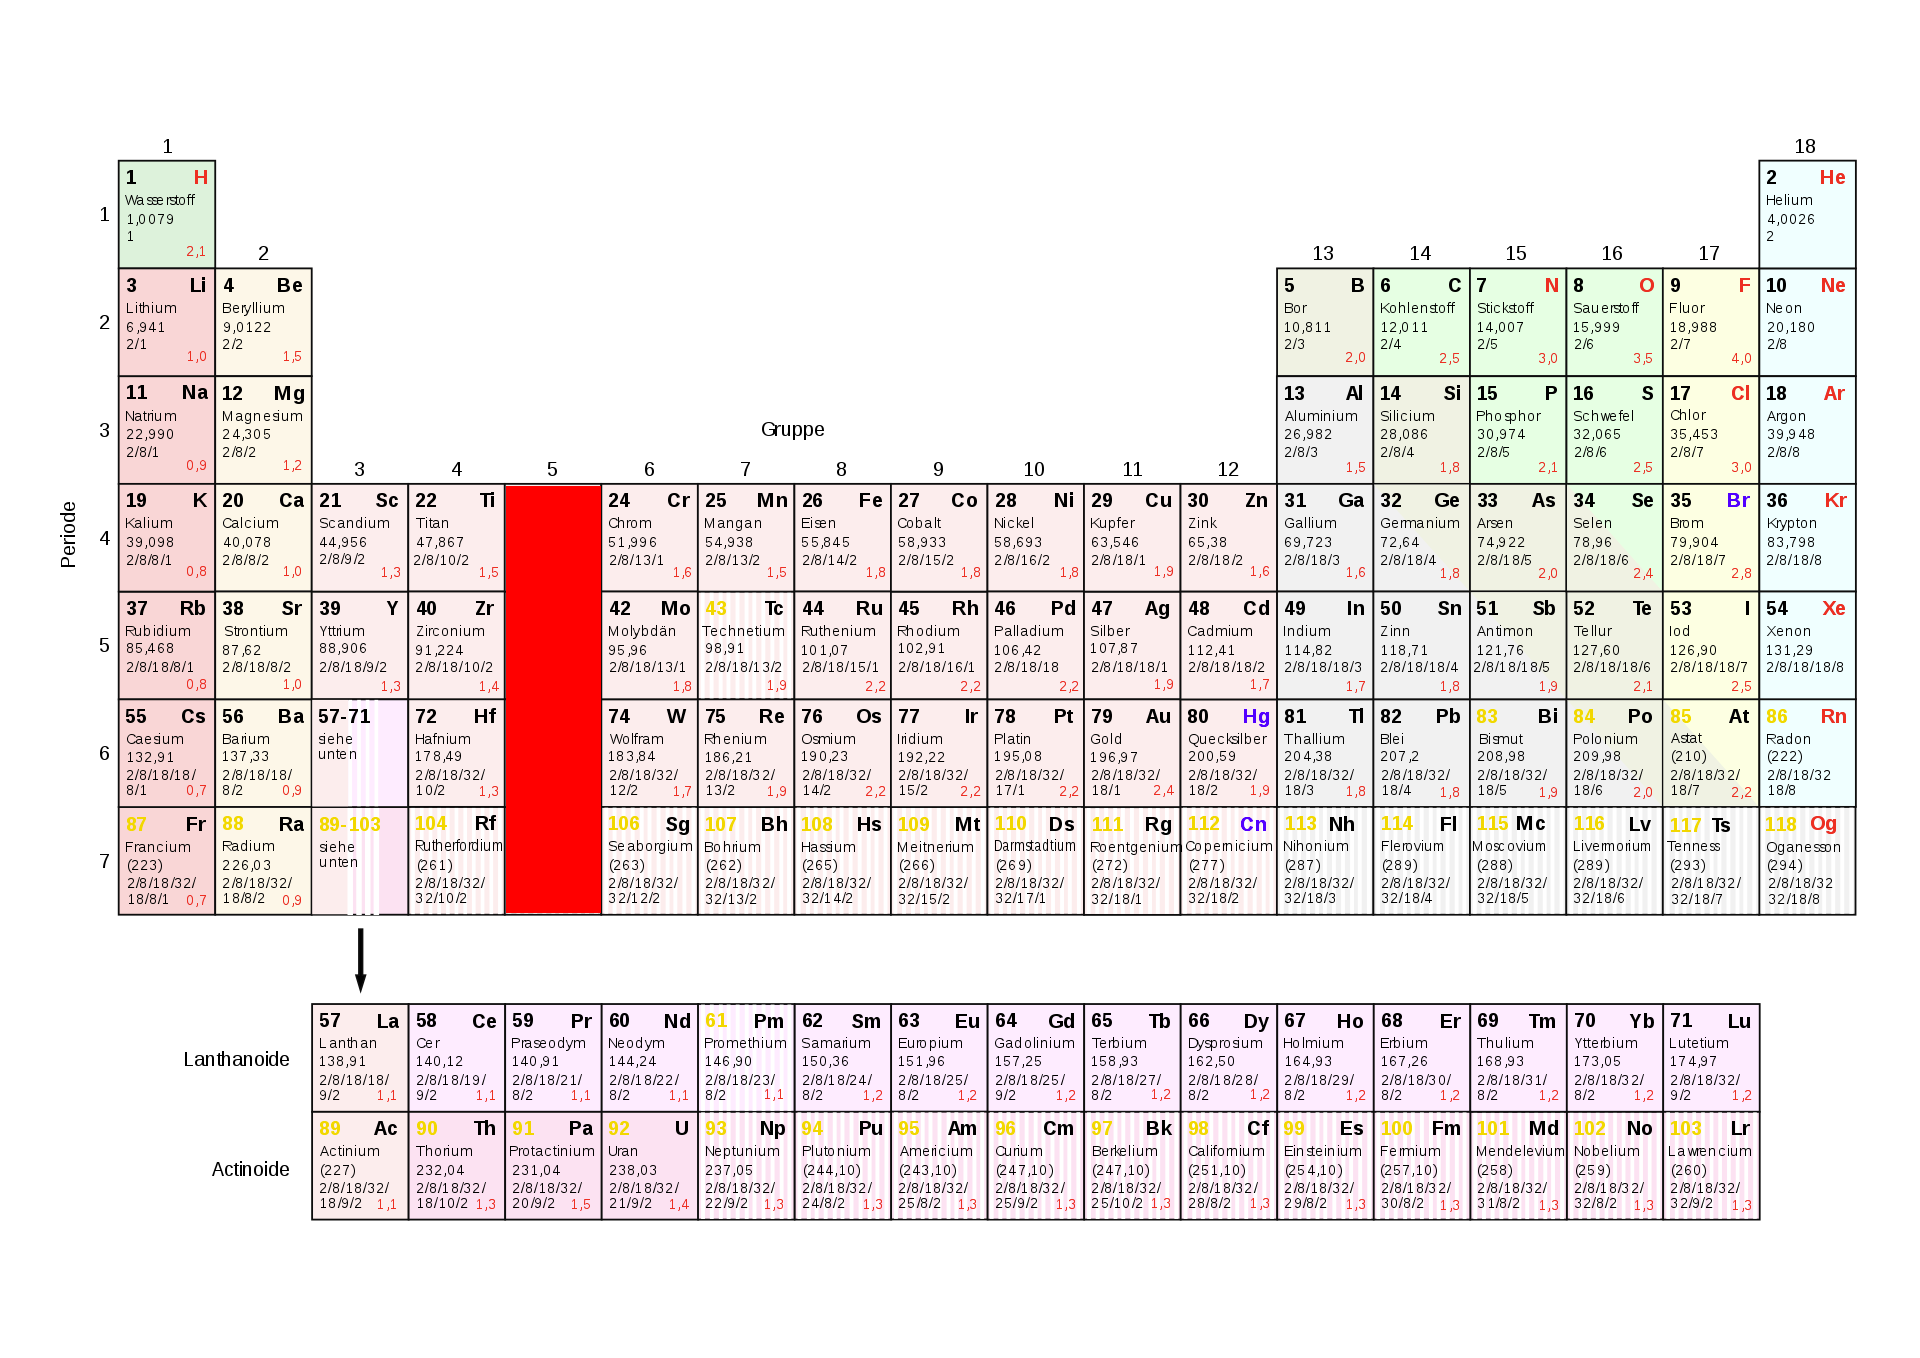 1 18
1 H 2 He
Wasserstoff Helium
1,0079 4,0026
1 2
1
2,1
2 13 14 15 16 17
3 Li 4 Be 5 B 6 C 7 N 8 O 9 F 10 Ne
Lithium Beryllium Bor Kohlenstoff Stickstoff Sauerstoff Fluor Neon
2
6,941 9,0122 10,811 12,011 14,007 15,999 18,988 20,180
2/1 2/2 2/3 2/4 2/5 2/6 2/7 2/8
1,0 1,5 2,0 2,5 3,0 3,5 4,0
11 Na 12 Mg 13 Al 14 Si 15 P 16 S 17 Cl 18 Ar
Natrium Magnesium Aluminium Silicium Phosphor Schwefel Chlor Argon
3 Gruppe
22,990 24,305 26,982 28,086 30,974 32,065 35,453 39,948
2/8/1 2/8/2 2/8/3 2/8/4 2/8/5 2/8/6 2/8/7 2/8/8
0,9 1,2 1,5 1,8 2,1 2,5 3,0
3 4 5 6 7 8 9 10 11 12
19 K 20 Ca 21 Sc 22 Ti 24 Cr 25 Mn 26 Fe 27 Co 28 Ni 29 Cu 30 Zn 31 Ga 32 Ge 33 As 34 Se 35 Br 36 Kr
Kalium Calcium Scandium Titan Chrom Mangan Eisen Cobalt Nickel Kupfer Zink Gallium Germanium Arsen Selen Brom Krypton
Periode
4
39,098 40,078 44,956 47,867 51,996 54,938 55,845 58,933 58,693 63,546 65,38 69,723 72,64 74,922 78,96 79,904 83,798
2/8/8/1 2/8/8/2 2/8/9/2 2/8/10/2 2/8/13/1 2/8/13/2 2/8/14/2 2/8/15/2 2/8/16/2 2/8/18/1 2/8/18/2 2/8/18/3 2/8/18/4 2/8/18/5 2/8/18/6 2/8/18/7 2/8/18/8
0,8 1,0 1,3 1,5 1,6 1,5 1,8 1,8 1,8 1,9 1,6 1,6 1,8 2,0 2,4 2,8
37 Rb 38 Sr 39 Y 40 Zr 42 Mo 43 Tc 44 Ru 45 Rh 46 Pd 47 Ag 48 Cd 49 In 50 Sn 51 Sb 52 Te 53 I 54 Xe
Rubidium Strontium Yttrium Zirconium Molybdän Technetium Ruthenium Rhodium Palladium Silber Cadmium Indium Zinn Antimon Tellur Iod Xenon
5
85,468 87,62 88,906 91,224 95,96 98,91 101,07 102,91 106,42 107,87 112,41 114,82 118,71 121,76 127,60 126,90 131,29
2/8/18/8/1 2/8/18/8/2 2/8/18/9/2 2/8/18/10/2 2/8/18/13/1 2/8/18/13/2 2/8/18/15/1 2/8/18/16/1 2/8/18/18 2/8/18/18/1 2/8/18/18/2 2/8/18/18/3 2/8/18/18/4 2/8/18/18/5 2/8/18/18/6 2/8/18/18/7 2/8/18/18/8
0,8 1,0 1,3 1,4 1,8 1,9 2,2 2,2 2,2 1,9 1,7 1,7 1,8 1,9 2,1 2,5
55 Cs 56 Ba 57-71 72 Hf 74 W 75 Re 76 Os 77 Ir 78 Pt 79 Au 80 Hg 81 Tl 82 Pb 83 Bi 84 Po 85 At 86 Rn
Caesium Barium siehe Hafnium Wolfram Rhenium Osmium Iridium Platin Gold Quecksilber Thallium Blei Bismut Polonium Astat Radon
6
132,91 137,33 unten 178,49 183,84 186,21 190,23 192,22 195,08 196,97 200,59 204,38 207,2 208,98 209,98 (210) (222)
2/8/18/18/ 2/8/18/18/ 2/8/18/32/ 2/8/18/32/ 2/8/18/32/ 2/8/18/32/ 2/8/18/32/ 2/8/18/32/ 2/8/18/32/ 2/8/18/32/ 2/8/18/32/ 2/8/18/32/ 2/8/18/32/ 2/8/18/32/ 2/8/18/32/ 2/8/18/32
8/1 0,7 8/2 0,9 10/2 1,3 12/2 1,7 13/2 1,9 14/2 2,2 15/2 2,2 17/1 2,2 18/1 2,4 18/2 1,9 18/3 1,8 18/4 1,8 18/5 1,9 18/6 2,0 18/7 2,2 18/8
87 Fr 88 Ra 89-103 104 Rf 106 Sg 107 Bh 108 Hs 109 Mt 110 Ds 111 Rg 112 Cn 113 Nh 114 Fl 115 Mc 116 Lv 117 Ts 118 Og
Francium Radium siehe Rutherfordium Seaborgium Bohrium Hassium Meitnerium Darmstadtium Roentgenium Copernicium Nihonium Flerovium Moscovium Livermorium Tenness Oganesson
7
(223) 226,03 unten (261) (263) (262) (265) (266) (269) (272) (277) (287) (289) (288) (289) (293) (294)
2/8/18/32/ 2/8/18/32/ 2/8/18/32/ 2/8/18/32/ 2/8/18/32/ 2/8/18/32/ 2/8/18/32/ 2/8/18/32/ 2/8/18/32/ 2/8/18/32/ 2/8/18/32/ 2/8/18/32/ 2/8/18/32/ 2/8/18/32/ 2/8/18/32/ 2/8/18/32
18/8/1 0,7 18/8/2 0,9 32/10/2 32/12/2 32/13/2 32/14/2 32/15/2 32/17/1 32/18/1 32/18/2 32/18/3 32/18/4 32/18/5 32/18/6 32/18/7 32/18/8
57 La 58 Ce 59 Pr 60 Nd 61 Pm 62 Sm 63 Eu 64 Gd 65 Tb 66 Dy 67 Ho 68 Er 69 Tm 70 Yb 71 Lu
Lanthan Cer Praseodym Neodym Promethium Samarium Europium Gadolinium Terbium Dysprosium Holmium Erbium Thulium Ytterbium Lutetium
Lanthanoide
138,91 140,12 140,91 144,24 146,90 150,36 151,96 157,25 158,93 162,50 164,93 167,26 168,93 173,05 174,97
2/8/18/18/ 2/8/18/19/ 2/8/18/21/ 2/8/18/22/ 2/8/18/23/ 2/8/18/24/ 2/8/18/25/ 2/8/18/25/ 2/8/18/27/ 2/8/18/28/ 2/8/18/29/ 2/8/18/30/ 2/8/18/31/ 2/8/18/32/ 2/8/18/32/
9/2 1,1 9/2 1,1 8/2 1,1 8/2 1,1 8/2 1,1 8/2 1,2 8/2 1,2 9/2 1,2 8/2 1,2 8/2 1,2 8/2 1,2 8/2 1,2 8/2 1,2 8/2 1,2 9/2 1,2
89 Ac 90 Th 91 Pa 92 U 93 Np 94 Pu 95 Am 96 Cm 97 Bk 98 Cf 99 Es 100 Fm 101 Md 102 No 103 Lr
Actinium Thorium Protactinium Uran Neptunium Plutonium Americium Curium Berkelium Californium Einsteinium Fermium Mendelevium Nobelium Lawrencium
Actinoide
(227) 232,04 231,04 238,03 237,05 (244,10) (243,10) (247,10) (247,10) (251,10) (254,10) (257,10) (258) (259) (260)
2/8/18/32/ 2/8/18/32/ 2/8/18/32/ 2/8/18/32/ 2/8/18/32/ 2/8/18/32/ 2/8/18/32/ 2/8/18/32/ 2/8/18/32/ 2/8/18/32/ 2/8/18/32/ 2/8/18/32/ 2/8/18/32/ 2/8/18/32/ 2/8/18/32/
18/9/2 1,1 18/10/2 1,3 20/9/2 1,5 21/9/2 1,4 22/9/2 1,3 24/8/2 1,3 25/8/2 1,3 25/9/2 1,3 25/10/2 1,3 28/8/2 1,3 29/8/2 1,3 30/8/2 1,3 31/8/2 1,3 32/8/2 1,3 32/9/2 1,3